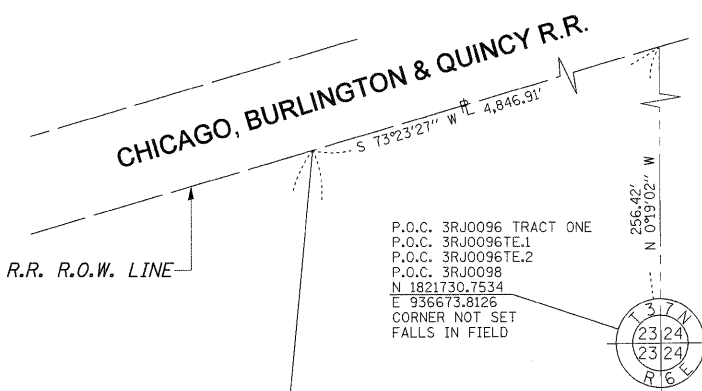 CHICAGO, BURLINGTON & QUINCY R.R.
S 73°23'27" W ⅊ 4,846.91'
256.42'
N 0°19'02" W
R.R. R.O.W. LINE
P.O.C. 3RJ0096 TRACT ONE
P.O.C. 3RJ0096TE.1
P.O.C. 3RJ0096TE.2
P.O.C. 3RJ0098
N 1821730.7534
E 936673.8126
CORNER NOT SET
FALLS IN FIELD
T 37 N
23 24
23 24
R 6 E